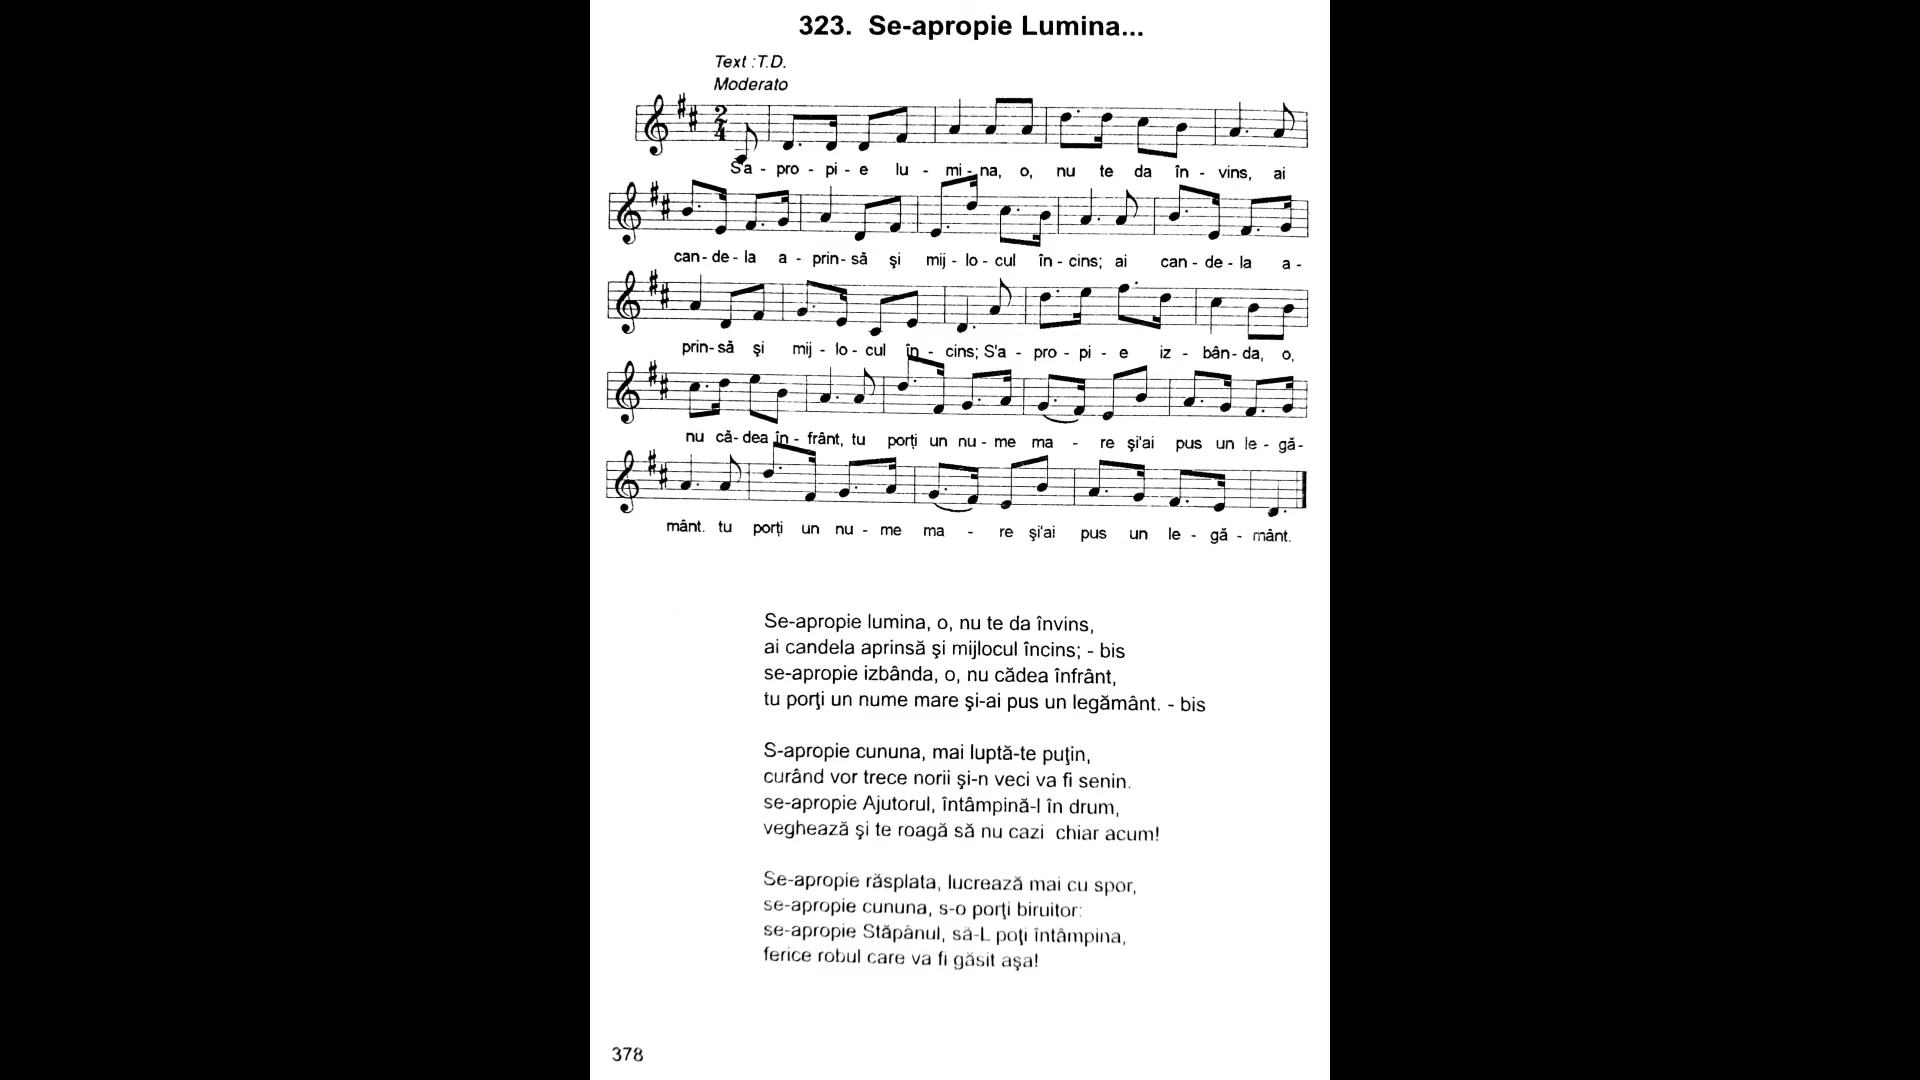 323. Se-apropie Lumina...
Text :T.D.
Moderato
2
4
S'a - pro - pi - e lu - mi - na, o, nu te da în - vins, ai
can - de - la a - prin - să şi mij - lo - cul în - cins; ai can - de - la a -
prin - să şi mij - lo - cul în - cins; S'a - pro - pi - e iz - bân - da, o,
nu că - dea în - frânt, tu porţi un nu - me ma - re şi'ai pus un le - gă -
mânt. tu porţi un nu - me ma - re şi'ai pus un le - gă - mânt.
Se-apropie lumina, o, nu te da învins,
ai candela aprinsă şi mijlocul încins; - bis
se-apropie izbânda, o, nu cădea înfrânt,
tu porţi un nume mare şi-ai pus un legământ. - bis
S-apropie cununa, mai luptă-te puţin,
curând vor trece norii şi-n veci va fi senin.
se-apropie Ajutorul, întâmpină-l în drum,
veghează şi te roagă să nu cazi chiar acum!
Se-apropie răsplata, lucrează mai cu spor,
se-apropie cununa, s-o porţi biruitor:
se-apropie Stăpânul, să-L poţi întâmpina,
ferice robul care va fi găsit aşa!
378